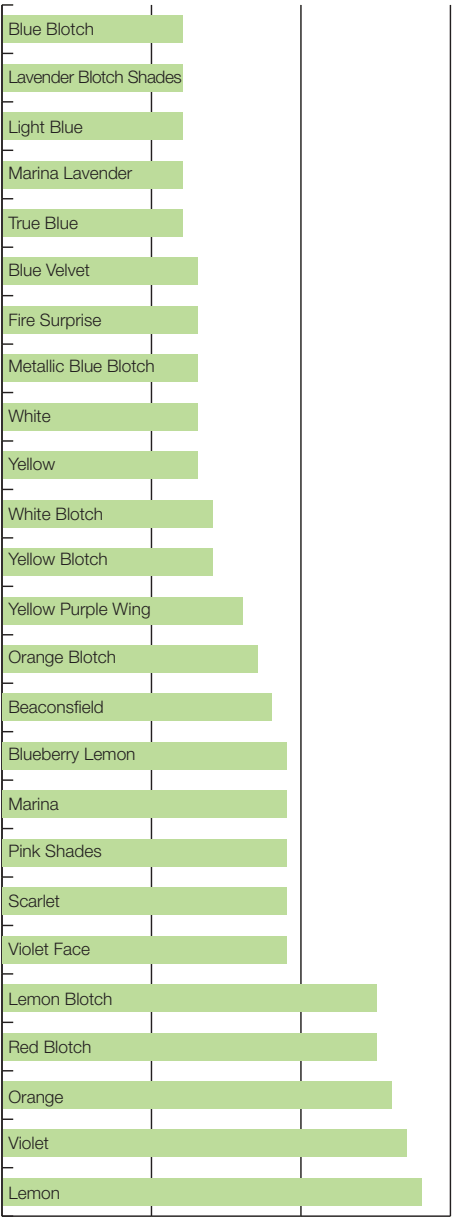 Blue Blotch
Lavender Blotch Shades
Light Blue
Marina Lavender
True Blue
Blue Velvet
Fire Surprise
Metallic Blue Blotch
White
Yellow
White Blotch
Yellow Blotch
Yellow Purple Wing
Orange Blotch
Beaconsfield
Blueberry Lemon
Marina
Pink Shades
Scarlet
Violet Face
Lemon Blotch
Red Blotch
Orange
Violet
Lemon